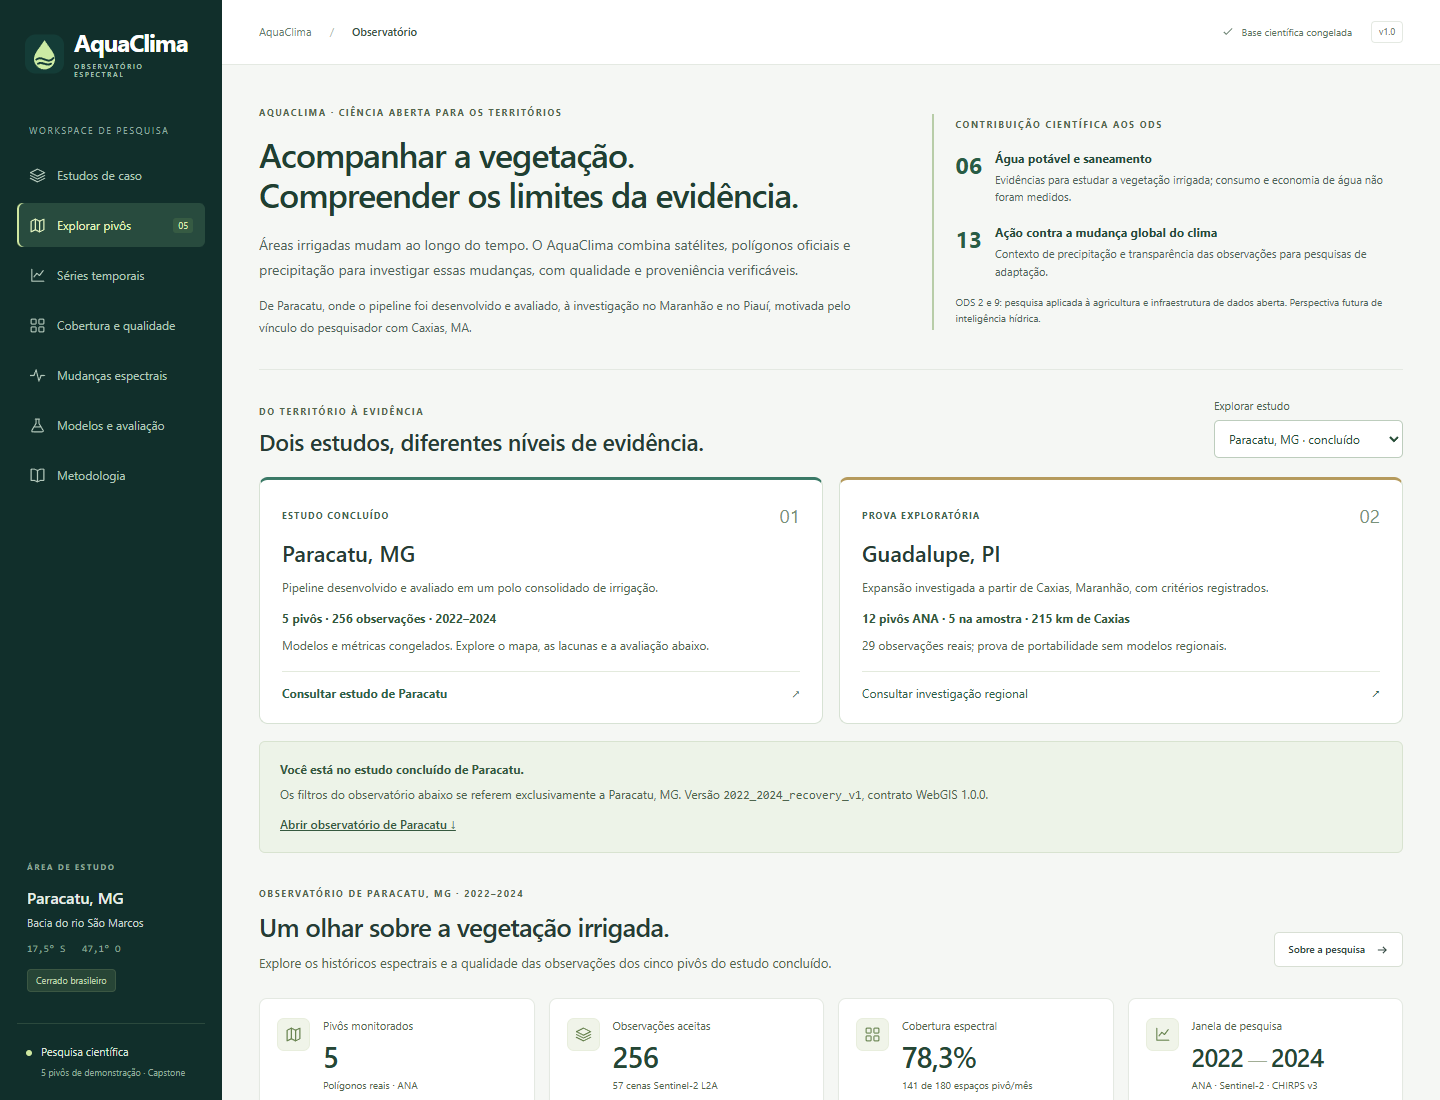 AquaClima
OBSERVATÓRIO
ESPECTRAL
WORKSPACE DE PESQUISA
Estudos de caso
Explorar pivôs 05
Séries temporais
Cobertura e qualidade
Mudanças espectrais
Modelos e avaliação
Metodologia
ÁREA DE ESTUDO
Paracatu, MG
Bacia do rio São Marcos
17,5° S 47,1° O
Cerrado brasileiro
Pesquisa científica
5 pivôs de demonstração · Capstone
AquaClima / Observatório
Base científica congelada v1.0
AQUACLIMA · CIÊNCIA ABERTA PARA OS TERRITÓRIOS
Acompanhar a vegetação.
Compreender os limites da evidência.
Áreas irrigadas mudam ao longo do tempo. O AquaClima combina satélites, polígonos oficiais e
precipitação para investigar essas mudanças, com qualidade e proveniência verificáveis.
De Paracatu, onde o pipeline foi desenvolvido e avaliado, à investigação no Maranhão e no Piauí, motivada pelo
vínculo do pesquisador com Caxias, MA.
CONTRIBUIÇÃO CIENTÍFICA AOS ODS
06 Água potável e saneamento
Evidências para estudar a vegetação irrigada; consumo e economia de água não
foram medidos.
13 Ação contra a mudança global do clima
Contexto de precipitação e transparência das observações para pesquisas de
adaptação.
ODS 2 e 9: pesquisa aplicada à agricultura e infraestrutura de dados aberta. Perspectiva futura de
inteligência hídrica.
DO TERRITÓRIO À EVIDÊNCIA
Dois estudos, diferentes níveis de evidência.
Explorar estudo
Paracatu, MG · concluído
ESTUDO CONCLUÍDO 01
Paracatu, MG
Pipeline desenvolvido e avaliado em um polo consolidado de irrigação.
5 pivôs · 256 observações · 2022–2024
Modelos e métricas congelados. Explore o mapa, as lacunas e a avaliação abaixo.
Consultar estudo de Paracatu ↗
PROVA EXPLORATÓRIA 02
Guadalupe, PI
Expansão investigada a partir de Caxias, Maranhão, com critérios registrados.
12 pivôs ANA · 5 na amostra · 215 km de Caxias
29 observações reais; prova de portabilidade sem modelos regionais.
Consultar investigação regional ↗
Você está no estudo concluído de Paracatu.
Os filtros do observatório abaixo se referem exclusivamente a Paracatu, MG. Versão 2022_2024_recovery_v1, contrato WebGIS 1.0.0.
Abrir observatório de Paracatu ↓
OBSERVATÓRIO DE PARACATU, MG · 2022–2024
Um olhar sobre a vegetação irrigada.
Explore os históricos espectrais e a qualidade das observações dos cinco pivôs do estudo concluído.
Sobre a pesquisa →
Pivôs monitorados
5
Polígonos reais · ANA
Observações aceitas
256
57 cenas Sentinel-2 L2A
Cobertura espectral
78,3%
141 de 180 espaços pivô/mês
Janela de pesquisa
2022 — 2024
ANA · Sentinel-2 · CHIRPS v3